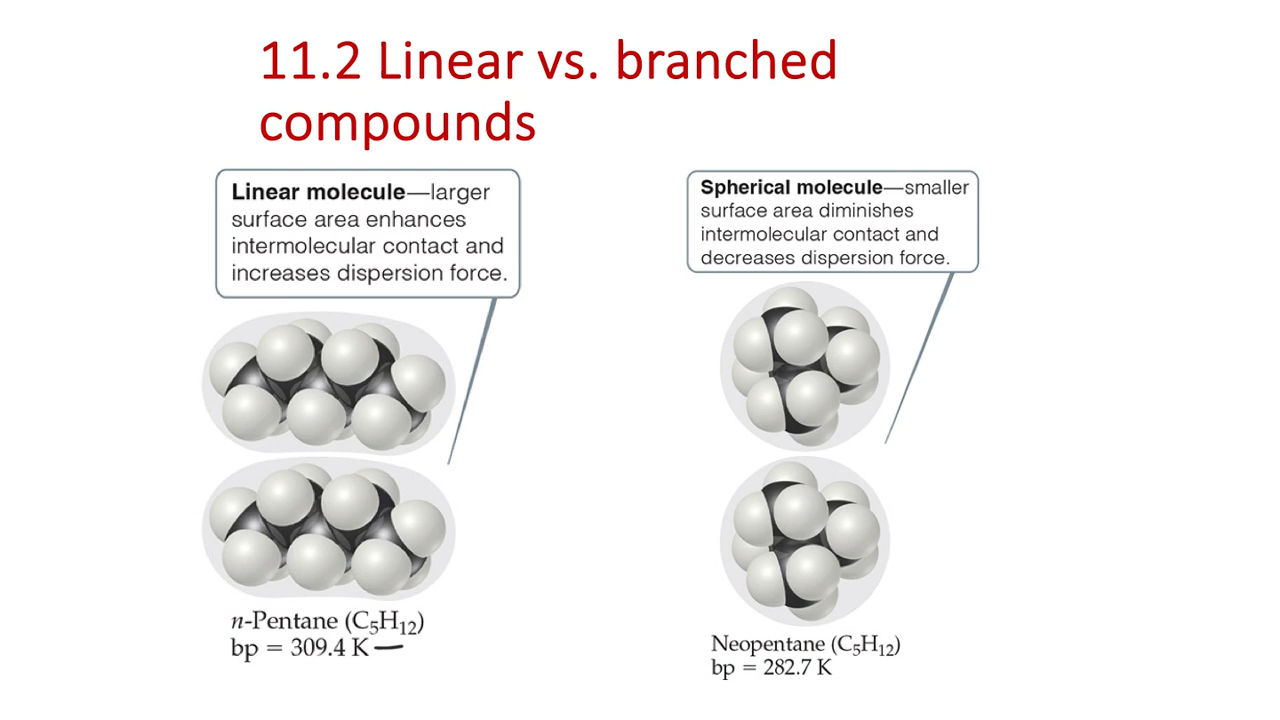 11.2 Linear vs. branched
compounds
Linear molecule—larger
surface area enhances
intermolecular contact and
increases dispersion force.
Spherical molecule—smaller
surface area diminishes
intermolecular contact and
decreases dispersion force.
n-Pentane (C₅H₁₂)
bp = 309.4 K
Neopentane (C₅H₁₂)
bp = 282.7 K